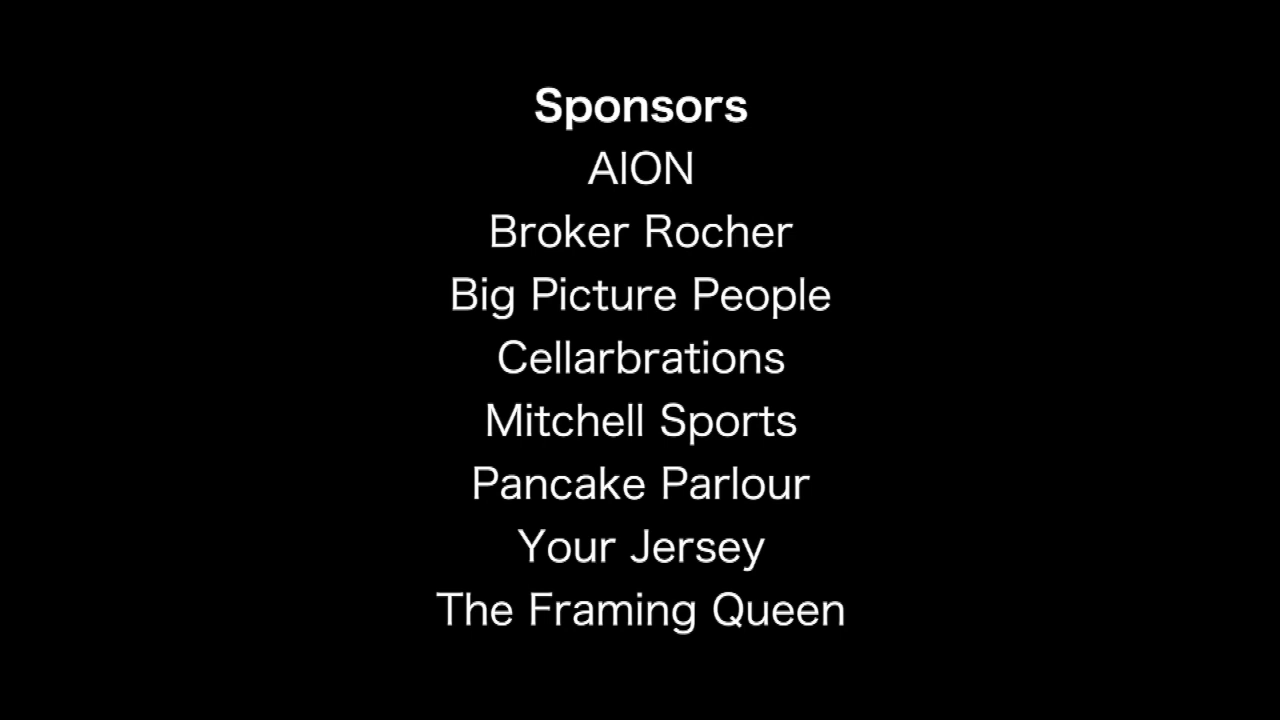 Sponsors
AION
Broker Rocher
Big Picture People
Cellarbrations
Mitchell Sports
Pancake Parlour
Your Jersey
The Framing Queen